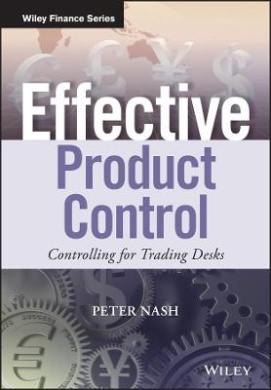 Wiley Finance Series
Effective
Product
Control
Controlling for Trading Desks
PETER NASH
WILEY